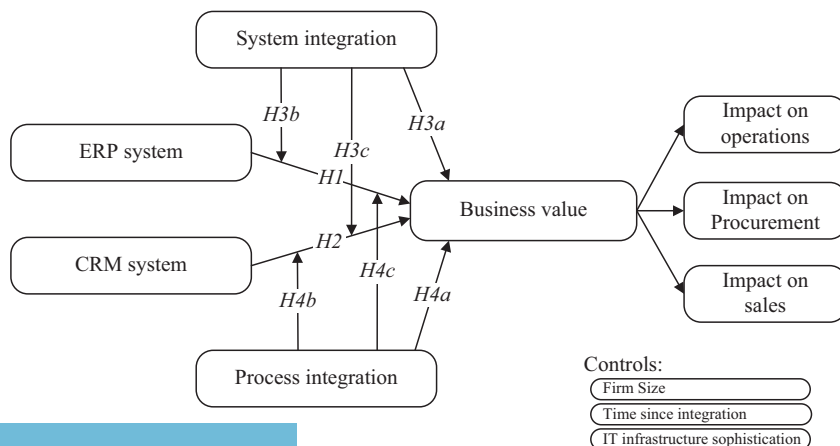 System integration
H3b
H3a
H3c
ERP system
H1
Business value
CRM system
H2
H4c
H4b
H4a
Process integration
Impact on
operations
Impact on
Procurement
Impact on
sales
Controls:
Firm Size
Time since integration
IT infrastructure sophistication